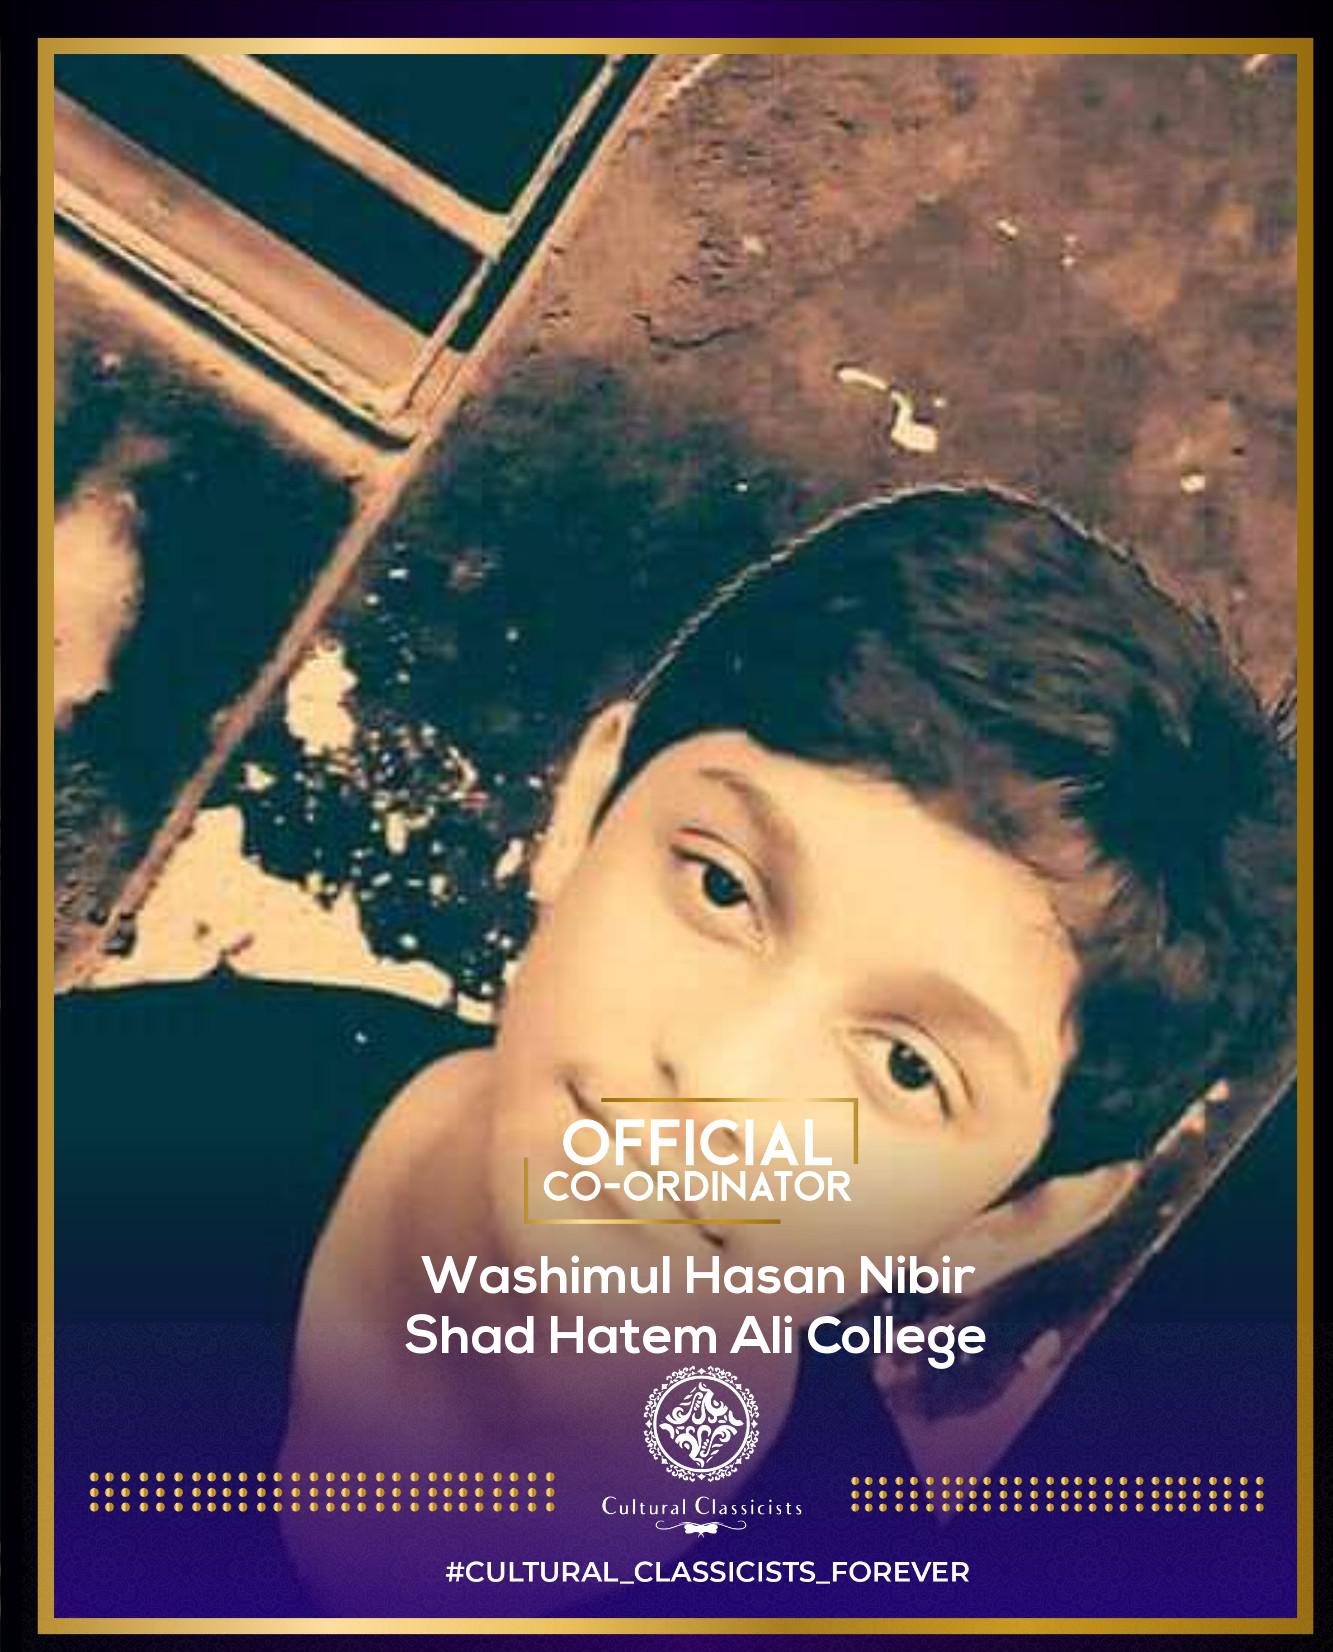 OFFICIAL
CO-ORDINATOR
Washimul Hasan Nibir
Shad Hatem Ali College
Cultural Classicists
#CULTURAL_CLASSICISTS_FOREVER